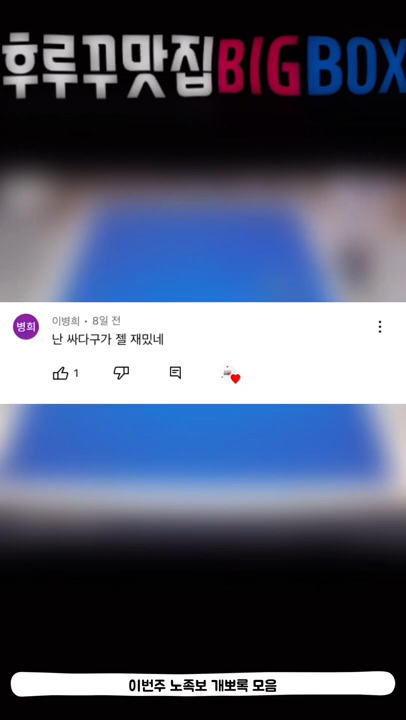 후루꾸맛집BIGBOX
병희
이병희 • 8일 전
난 싸다구가 젤 재밌네
1
이번주 노족보 개뽀록 모음